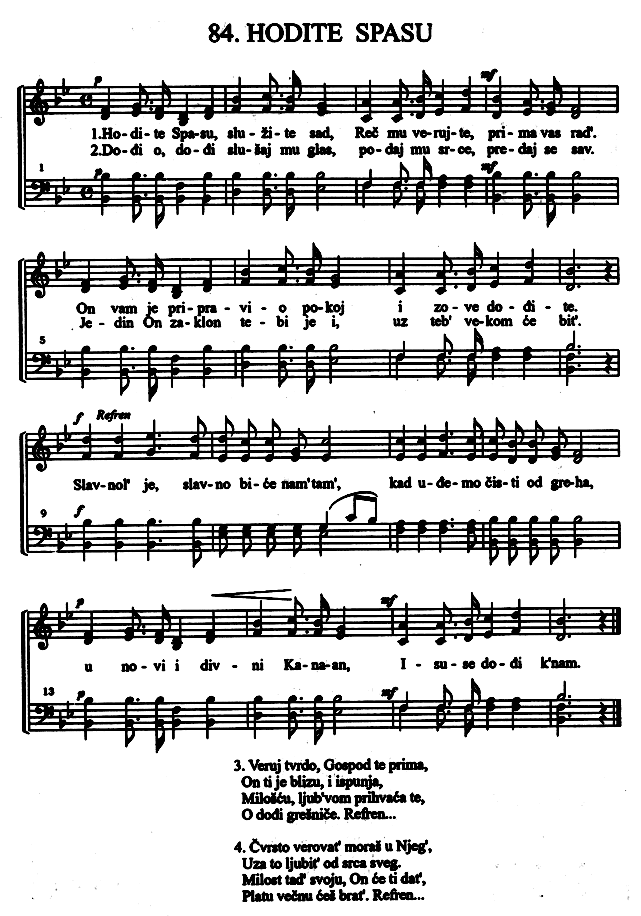 84. HODITE SPASU
p
mf
1.Ho-di-te Spa-su, slu-ži-te sad, Reč mu ve-ruj-te, pri-ma vas rad'.
2.Do-đi o, do-đi slu-šaj mu glas, po-daj mu sr-ce, pre-daj se sav.
1
p
mf
On vam je pri-pra-vi-o po-koj i zo-ve do-đi-te.
Je-din On za-klon te-bi je i, uz teb' ve-kom će bit'.
5
f Refren
Slav-nol' je, slav-no bi-će nam'tam', kad u-đe-mo čis-ti od gre-ha,
9
f
p
mf
u no-vi i div-ni Ka-na-an, I-su-se do-đi k'nam.
13
p
mf
3. Veruj tvrdo, Gospod te prima,
On ti je blizu, i ispunja,
Milošću, ljub'vom prihvaća te,
O dođi grešniče. Refren...
4. Čvrsto verovat' moraš u Njeg',
Uza to ljubit' od srca sveg.
Milost tad' svoju, On će ti dat',
Platu večnu ćeš brat'. Refren...